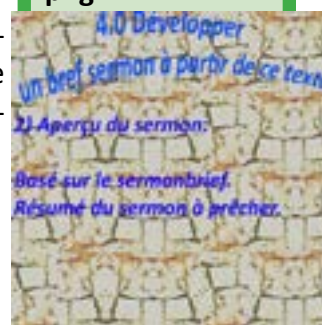 4.0 Développer
un bref sermon à partir de ce texte
2) Aperçu du sermon:
Basé sur le sermonbrief.
Résumé du sermon à prêcher.